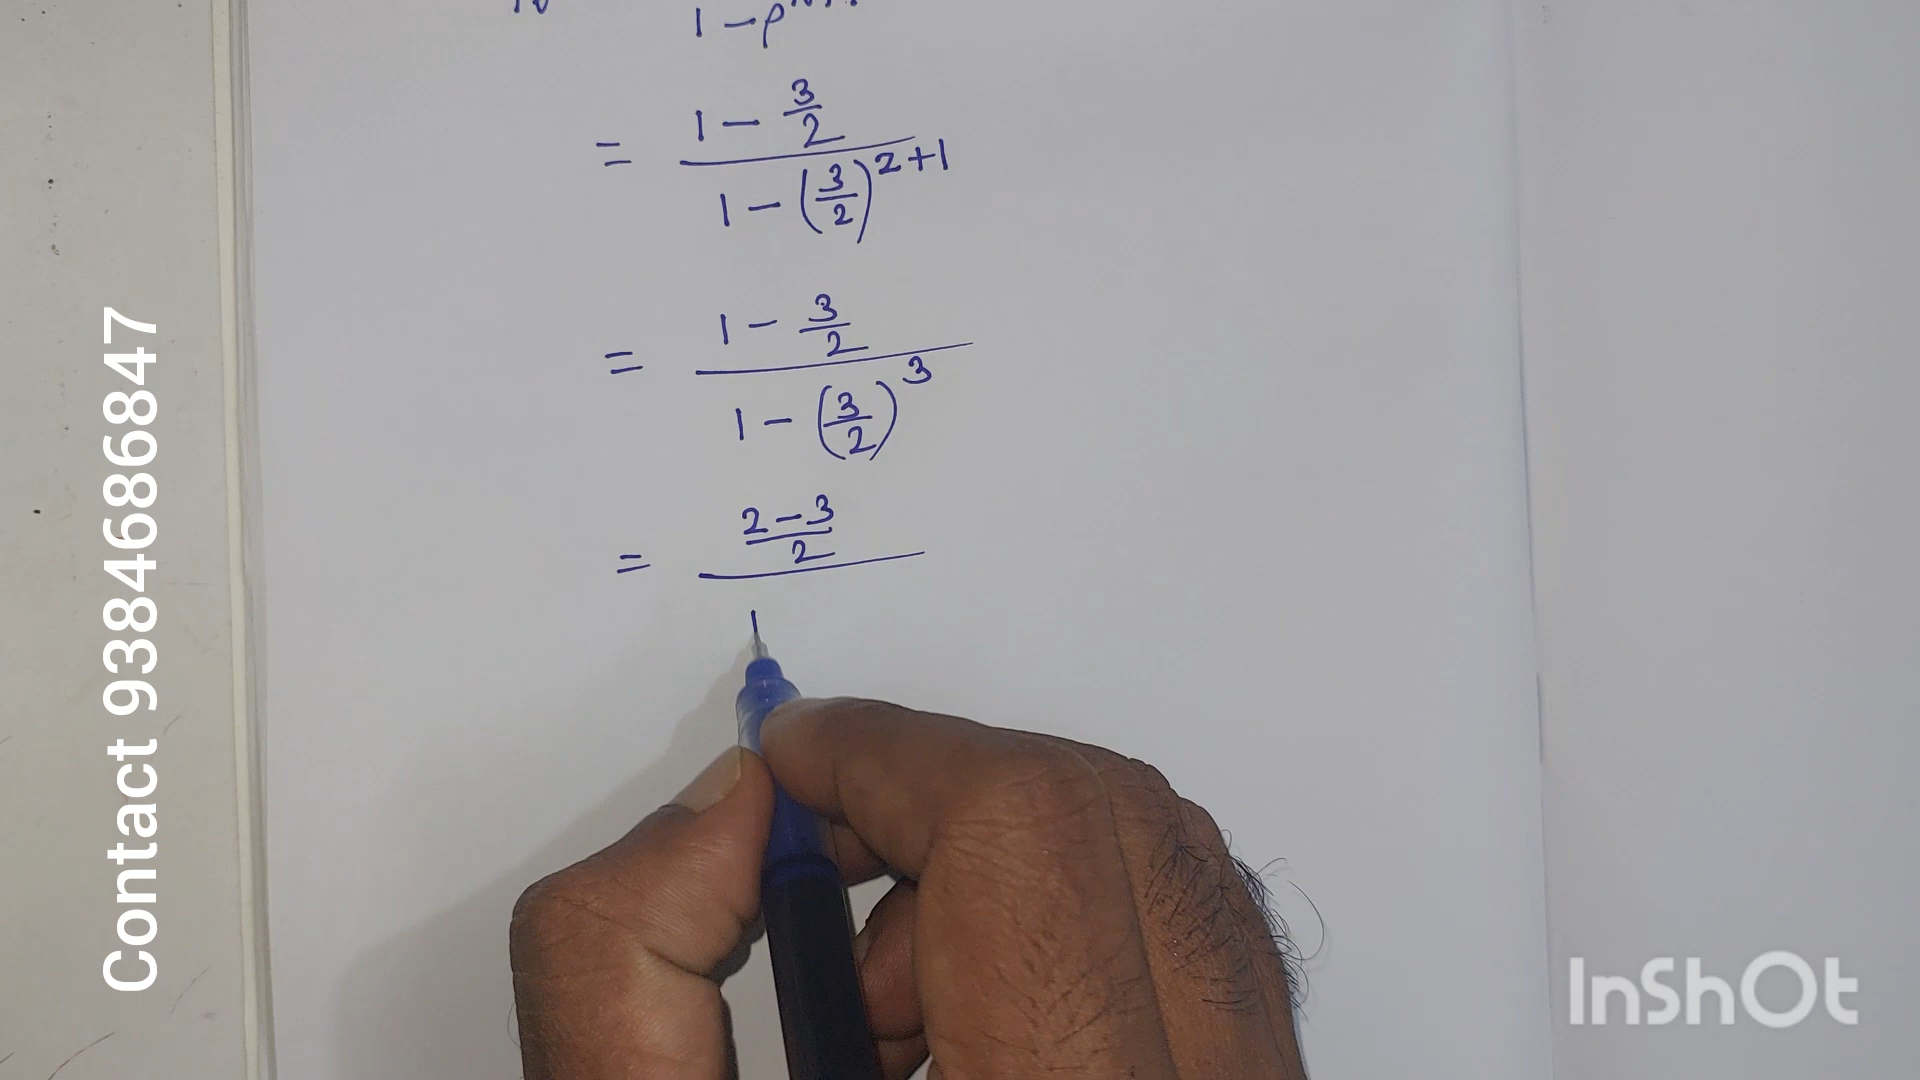 1 - ρ
= (1 - 3/2) / (1 - (3/2)^(2+1))
= (1 - 3/2) / (1 - (3/2)^3)
= ((2-3)/2) / 1
Contact 9384686847
InShOt